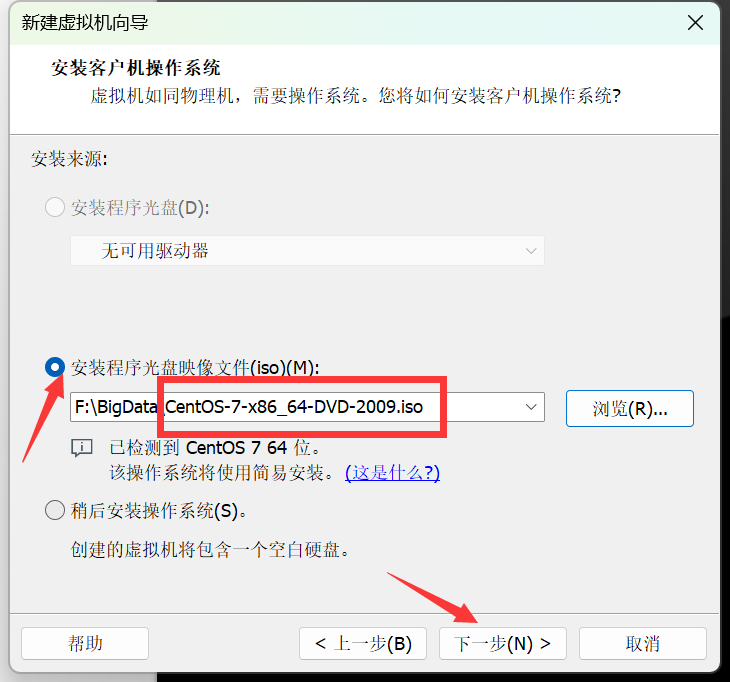 新建虚拟机向导
安装客户机操作系统
虚拟机如同物理机，需要操作系统。您将如何安装客户机操作系统?
安装来源:
安装程序光盘(D):
无可用驱动器
安装程序光盘映像文件(iso)(M):
F:\BigData\CentOS-7-x86_64-DVD-2009.iso
浏览(R)...
已检测到 CentOS 7 64 位。
该操作系统将使用简易安装。(这是什么?)
稍后安装操作系统(S)。
创建的虚拟机将包含一个空白硬盘。
帮助
< 上一步(B)
下一步(N) >
取消